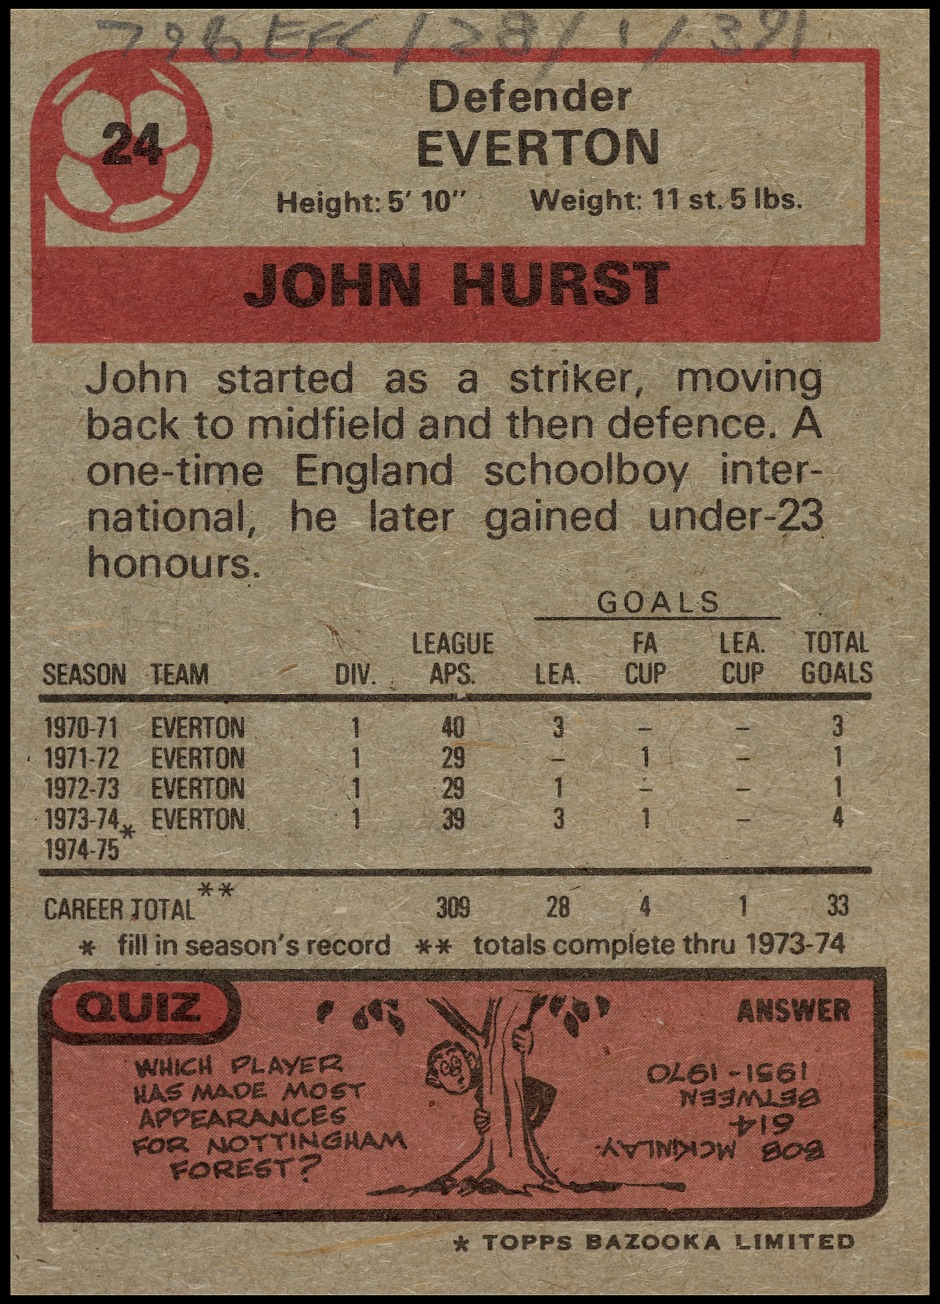 796 EFC/28/1/391
24
Defender
EVERTON
Height: 5' 10" Weight: 11 st. 5 lbs.
JOHN HURST
John started as a striker, moving
back to midfield and then defence. A
one-time England schoolboy inter-
national, he later gained under-23
honours.
GOALS
SEASON TEAM DIV. LEAGUE APS. LEA. FA CUP LEA. CUP TOTAL GOALS
1970-71 EVERTON 1 40 3 – – 3
1971-72 EVERTON 1 29 – 1 – 1
1972-73 EVERTON 1 29 1 – – 1
1973-74 EVERTON 1 39 3 1 – 4
1974-75*
CAREER TOTAL** 309 28 4 1 33
* fill in season's record ** totals complete thru 1973-74
QUIZ
WHICH PLAYER
HAS MADE MOST
APPEARANCES
FOR NOTTINGHAM
FOREST?
ANSWER
BOB MCKINLAY-
614
BETWEEN
1951-1970
* TOPPS BAZOOKA LIMITED